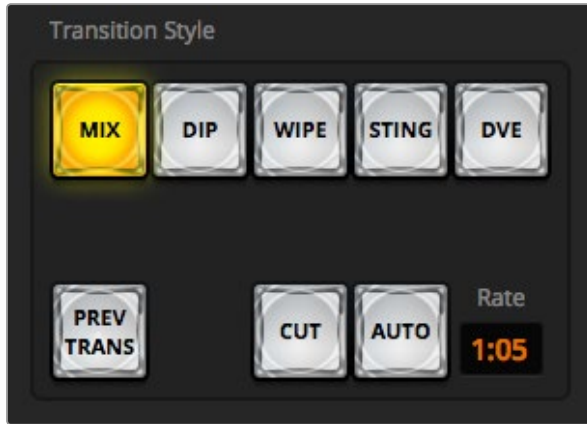 Transition Style
MIX DIP WIPE STING DVE
PREV
TRANS
CUT AUTO
Rate
1:05